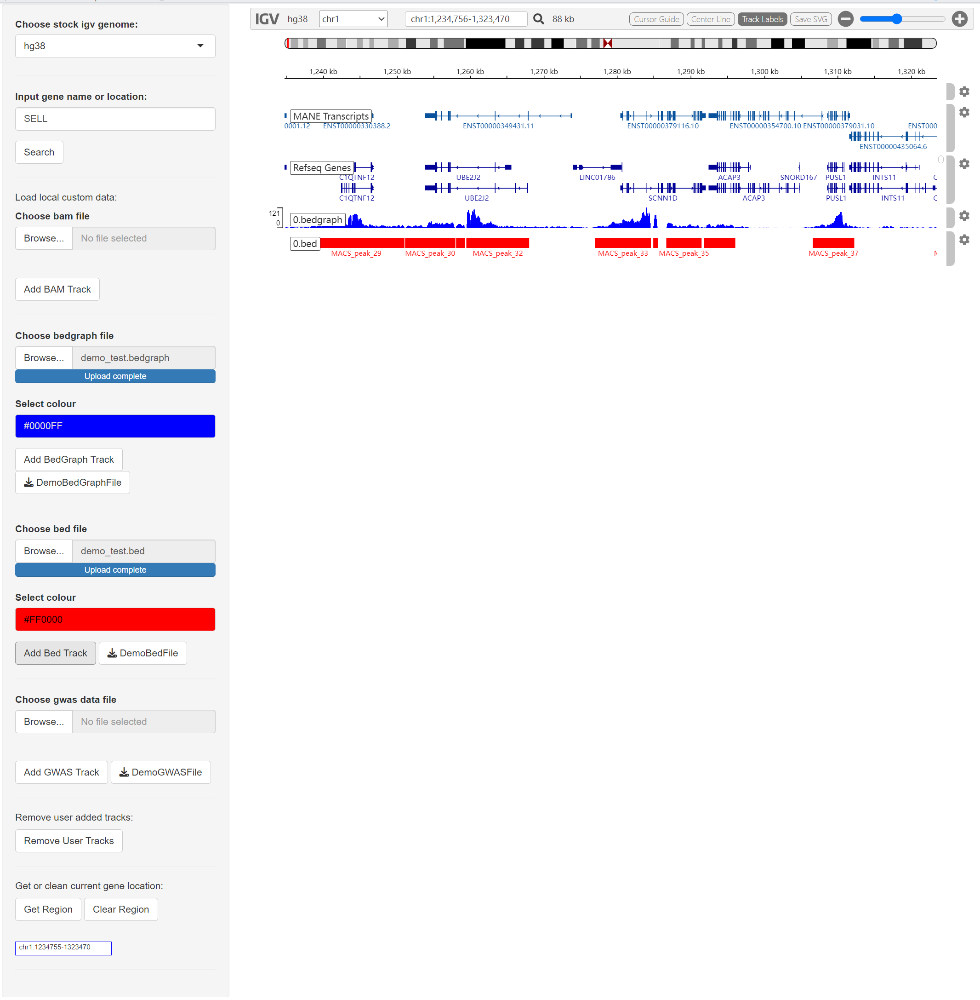 Choose stock igv genome:
hg38
Input gene name or location:
SELL
Search
Load local custom data:
Choose bam file
Browse... No file selected
Add BAM Track
Choose bedgraph file
Browse... demo_test.bedgraph
Upload complete
Select colour
#0000FF
Add BedGraph Track
DemoBedGraphFile
Choose bed file
Browse... demo_test.bed
Upload complete
Select colour
#FF0000
Add Bed Track DemoBedFile
Choose gwas data file
Browse... No file selected
Add GWAS Track DemoGWASFile
Remove user added tracks:
Remove User Tracks
Get or clean current gene location:
Get Region Clear Region
chr1:1234755-1323470
IGV hg38 chr1 chr1:1,234,756-1,323,470 88 kb Cursor Guide Center Line Track Labels Save SVG
1,240 kb 1,250 kb 1,260 kb 1,270 kb 1,280 kb 1,290 kb 1,300 kb 1,310 kb 1,320 kb
MANE Transcripts
0001.12 ENST00000330388.2 ENST00000349431.11 ENST00000379116.10 ENST00000354700.10 ENST00000379031.10 ENST000
ENST00000435064.6
Refseq Genes
C1QTNF12 UBE2J2 LINC01786 ACAP3 SNORD167 PUSL1 INTS11 C
C1QTNF12 UBE2J2 SCNN1D ACAP3 PUSL1 INTS11 C
121
0
0.bedgraph
0.bed
MACS_peak_29 MACS_peak_30 MACS_peak_32 MACS_peak_33 MACS_peak_35 MACS_peak_37